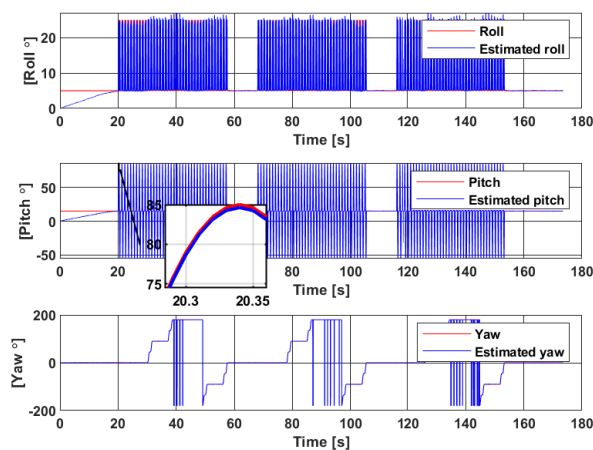 [Roll °]
20
10
0
Roll
Estimated roll
0 20 40 60 80 100 120 140 160 180
Time [s]
[Pitch °]
50
0
-50
Pitch
Estimated pitch
85
80
75
20.3 20.35
0 20 40 60 80 100 120 140 160 180
Time [s]
[Yaw °]
200
0
-200
Yaw
Estimated yaw
0 20 40 60 80 100 120 140 160 180
Time [s]